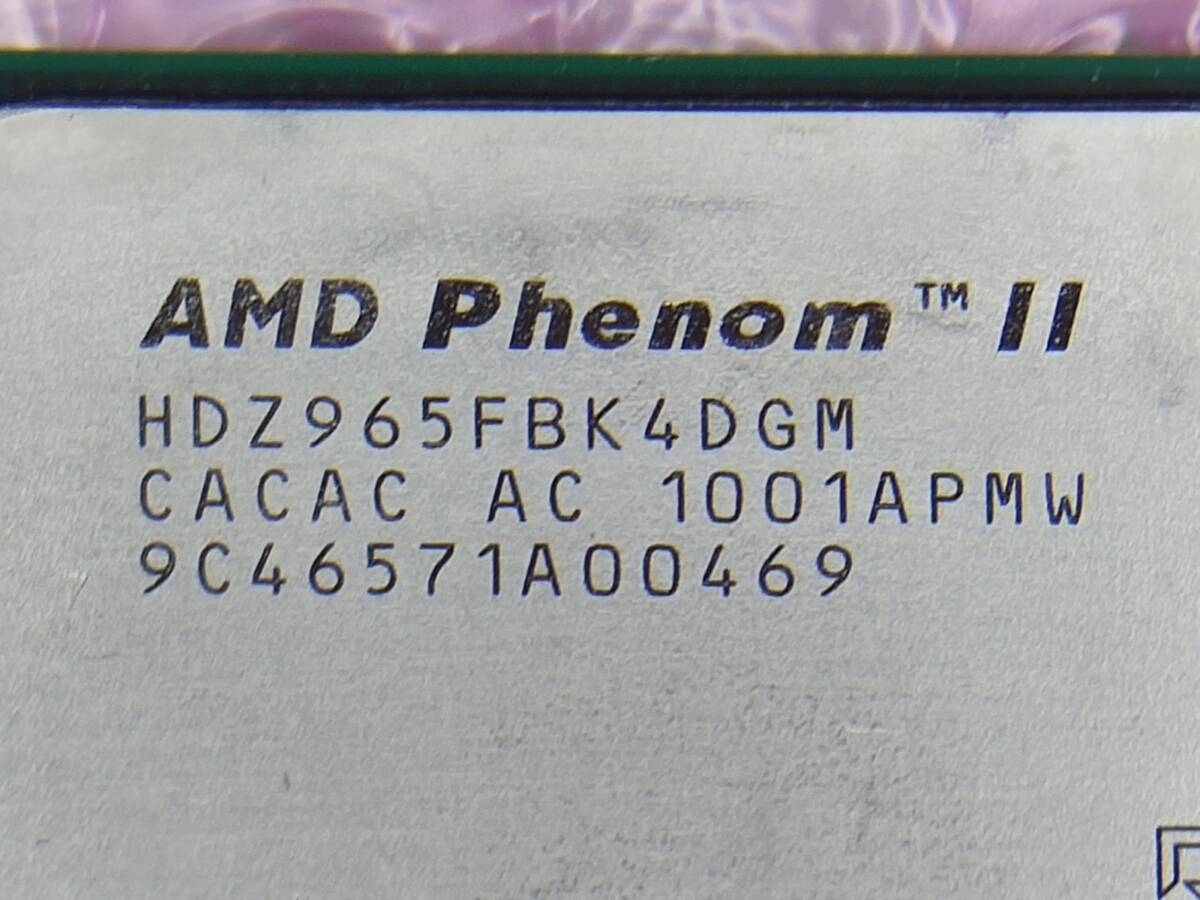 AMD Phenom™ II
HDZ965FBK4DGM
CACAC AC 1001APMW
9C46571A00469